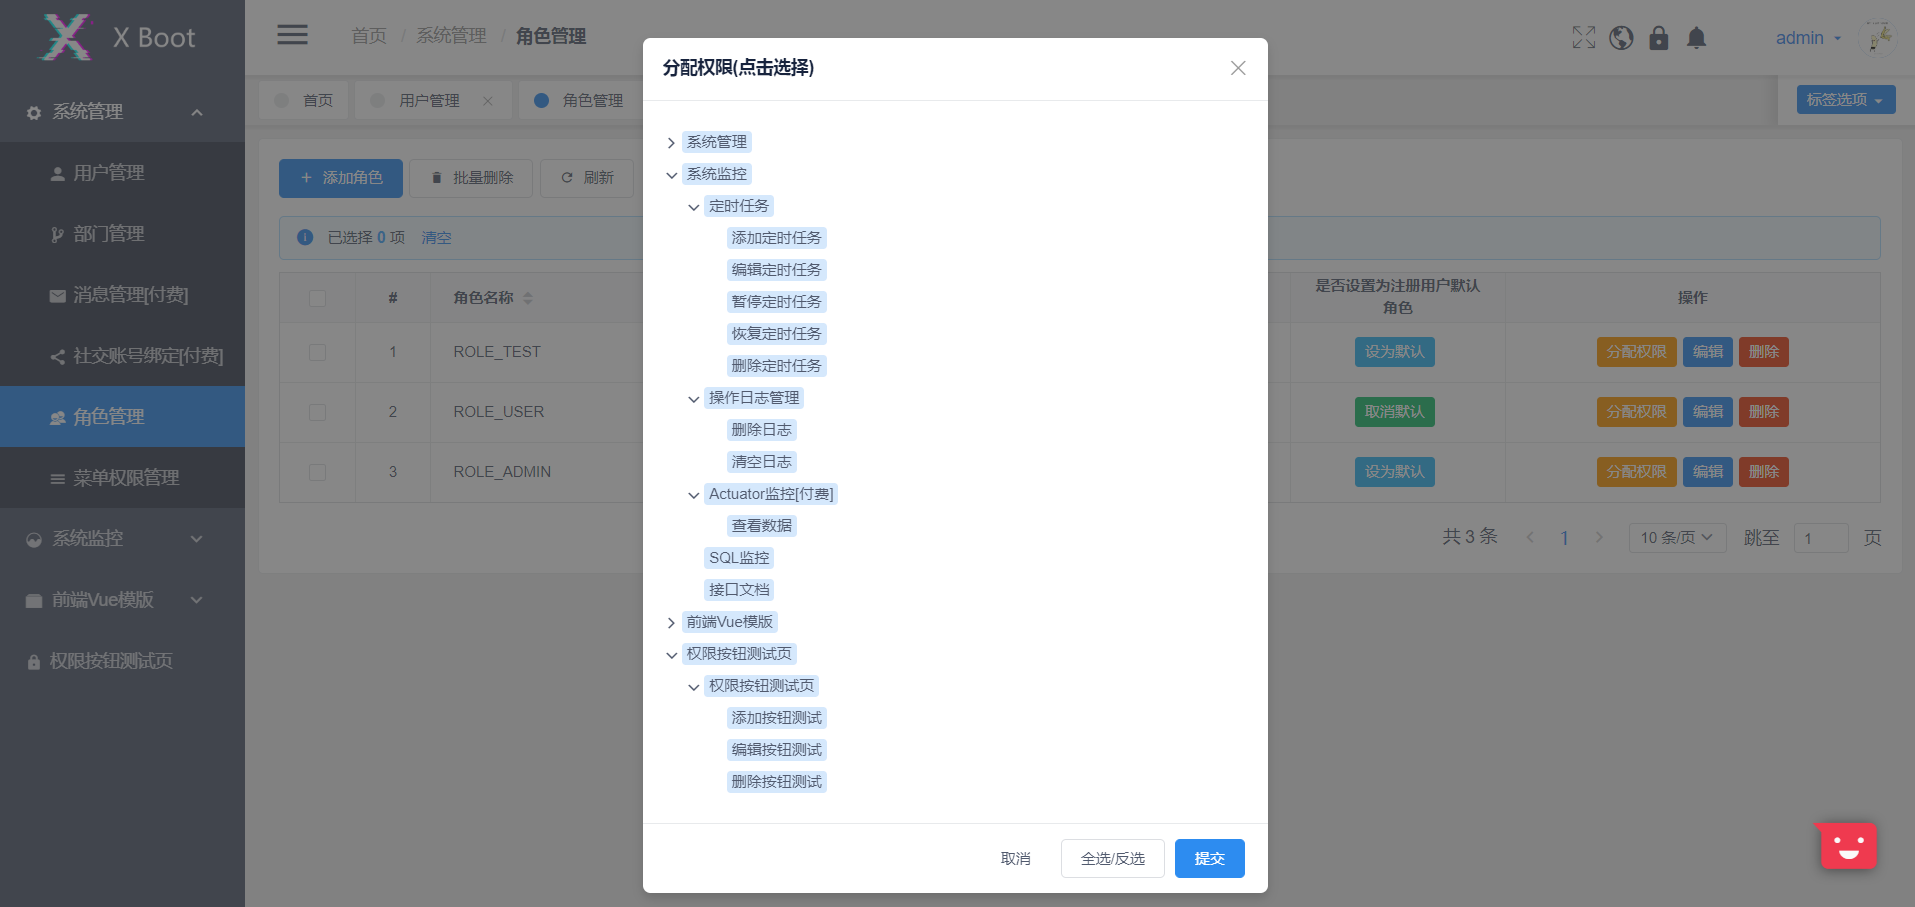 X Boot
系统管理
用户管理
部门管理
消息管理[付费]
社交账号绑定[付费]
角色管理
菜单权限管理
系统监控
前端Vue模版
权限按钮测试页
首页 / 系统管理 / 角色管理
admin
首页
用户管理
角色管理
标签选项
添加角色
批量删除
刷新
已选择 0 项 清空
# 角色名称
是否设置为注册用户默认
角色
操作
1 ROLE_TEST 设为默认 分配权限 编辑 删除
2 ROLE_USER 取消默认 分配权限 编辑 删除
3 ROLE_ADMIN 设为默认 分配权限 编辑 删除
共 3 条 1 10 条/页 跳至 1 页
分配权限(点击选择)
系统管理
系统监控
定时任务
添加定时任务
编辑定时任务
暂停定时任务
恢复定时任务
删除定时任务
操作日志管理
删除日志
清空日志
Actuator监控[付费]
查看数据
SQL监控
接口文档
前端Vue模版
权限按钮测试页
权限按钮测试页
添加按钮测试
编辑按钮测试
删除按钮测试
取消
全选/反选
提交